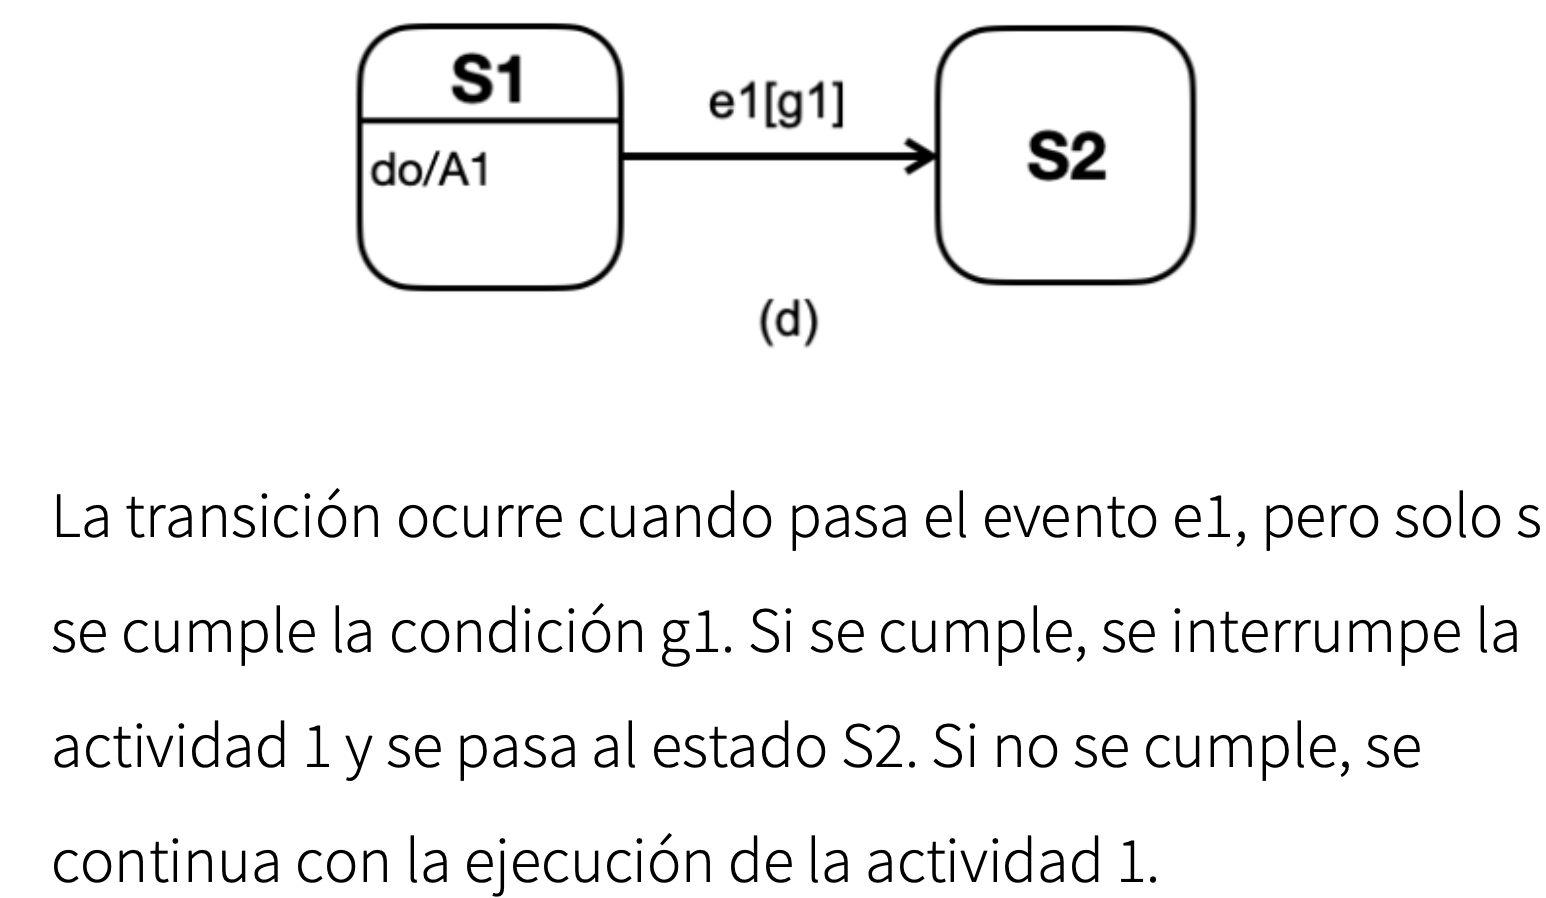 S1
e1[g1]
do/A1
S2
(d)
La transición ocurre cuando pasa el evento e1, pero solo s
se cumple la condición g1. Si se cumple, se interrumpe la
actividad 1 y se pasa al estado S2. Si no se cumple, se
continua con la ejecución de la actividad 1.